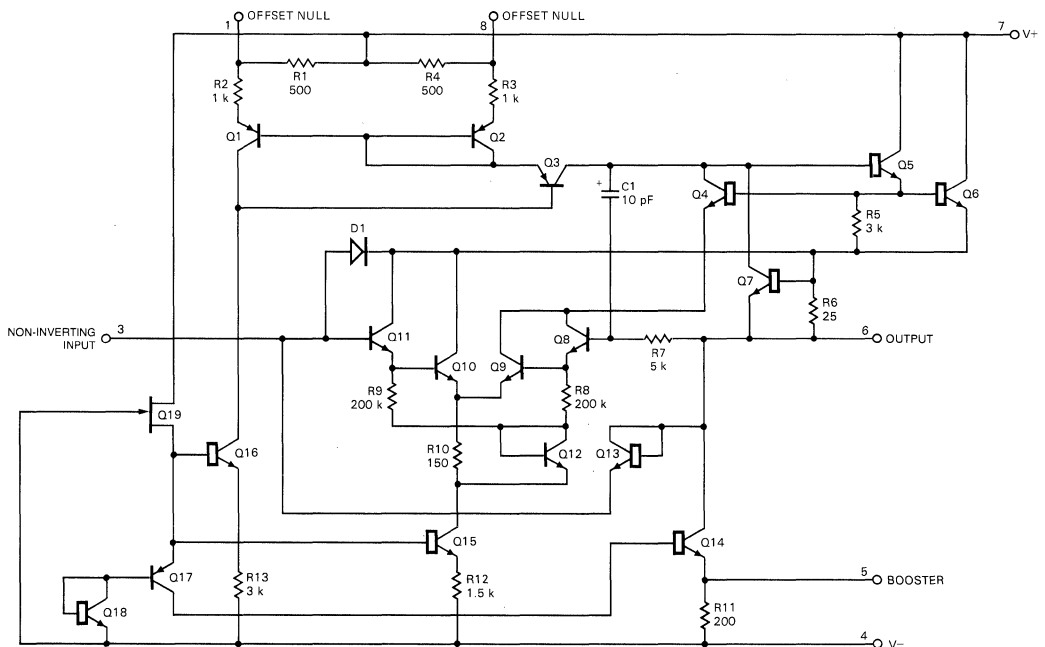 1 OFFSET NULL
8 OFFSET NULL
7 V+
R1
500
R4
500
R2
1 k
R3
1 k
Q1
Q2
Q3
Q5
Q4
Q6
+ C1
10 pF
R5
3 k
D1
Q7
R6
25
NON-INVERTING
INPUT
3
Q11
Q8
R7
5 k
6 OUTPUT
Q10
Q9
R9
200 k
R8
200 k
Q19
Q16
R10
150
Q12
Q13
Q15
Q14
Q17
R13
3 k
R12
1.5 k
5 BOOSTER
Q18
R11
200
4 V−